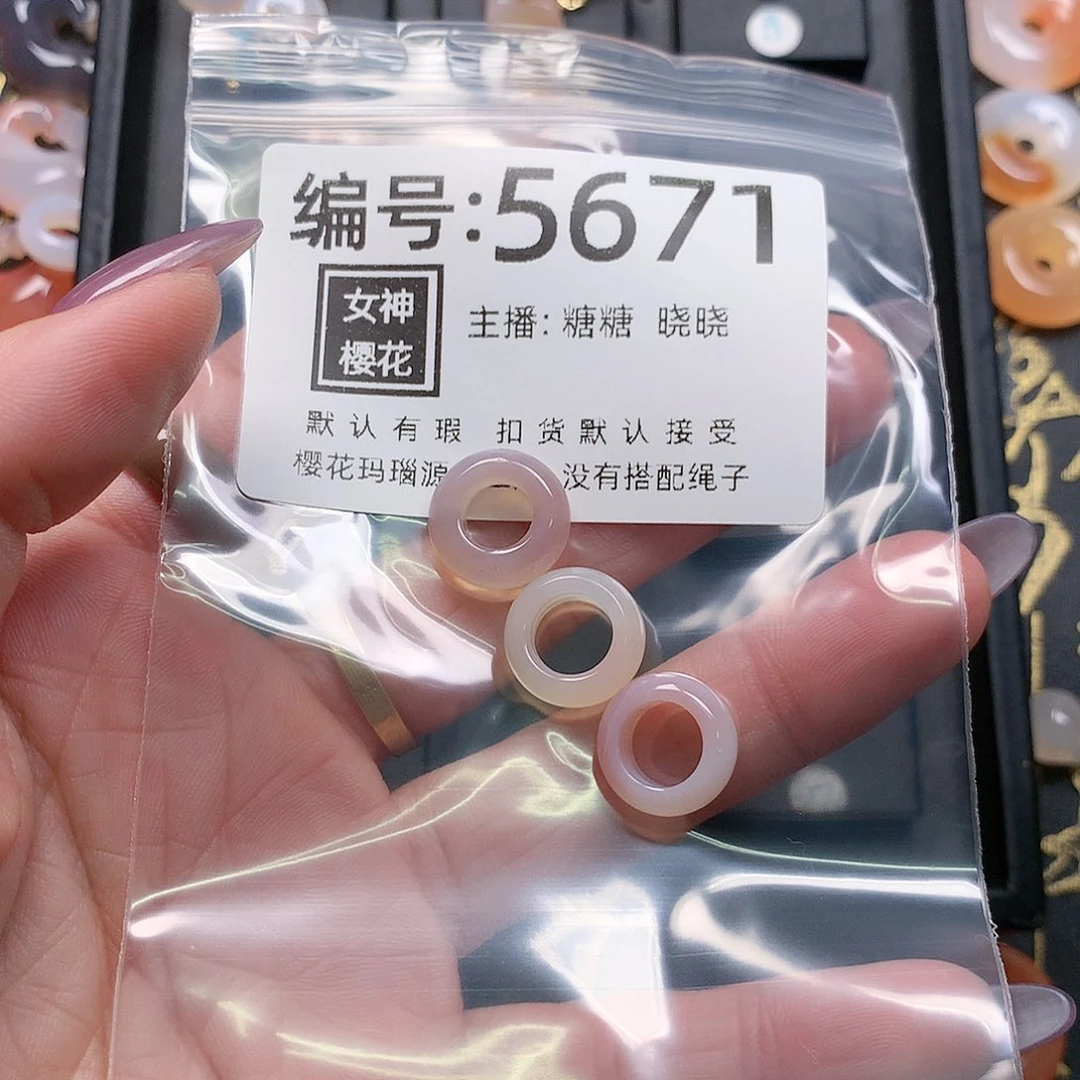 编号:5671
女神
樱花
主播: 糖糖 晓晓
默认有瑕 扣货默认接受
樱花玛瑙源 没有搭配绳子